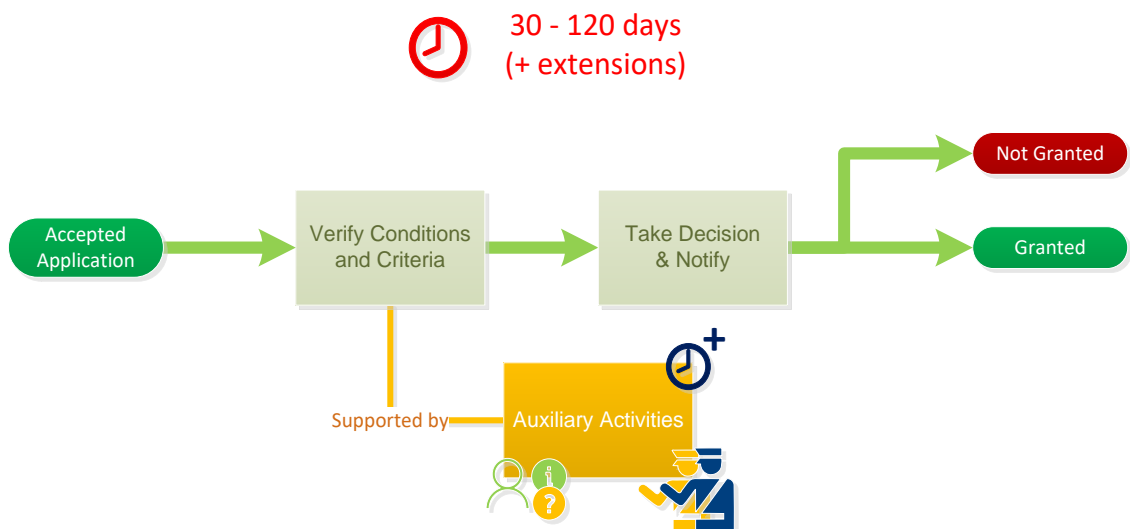 30 - 120 days
(+ extensions)
Not Granted
Accepted
Application
Verify Conditions
and Criteria
Take Decision
& Notify
Granted
Supported by
Auxiliary Activities
i
?